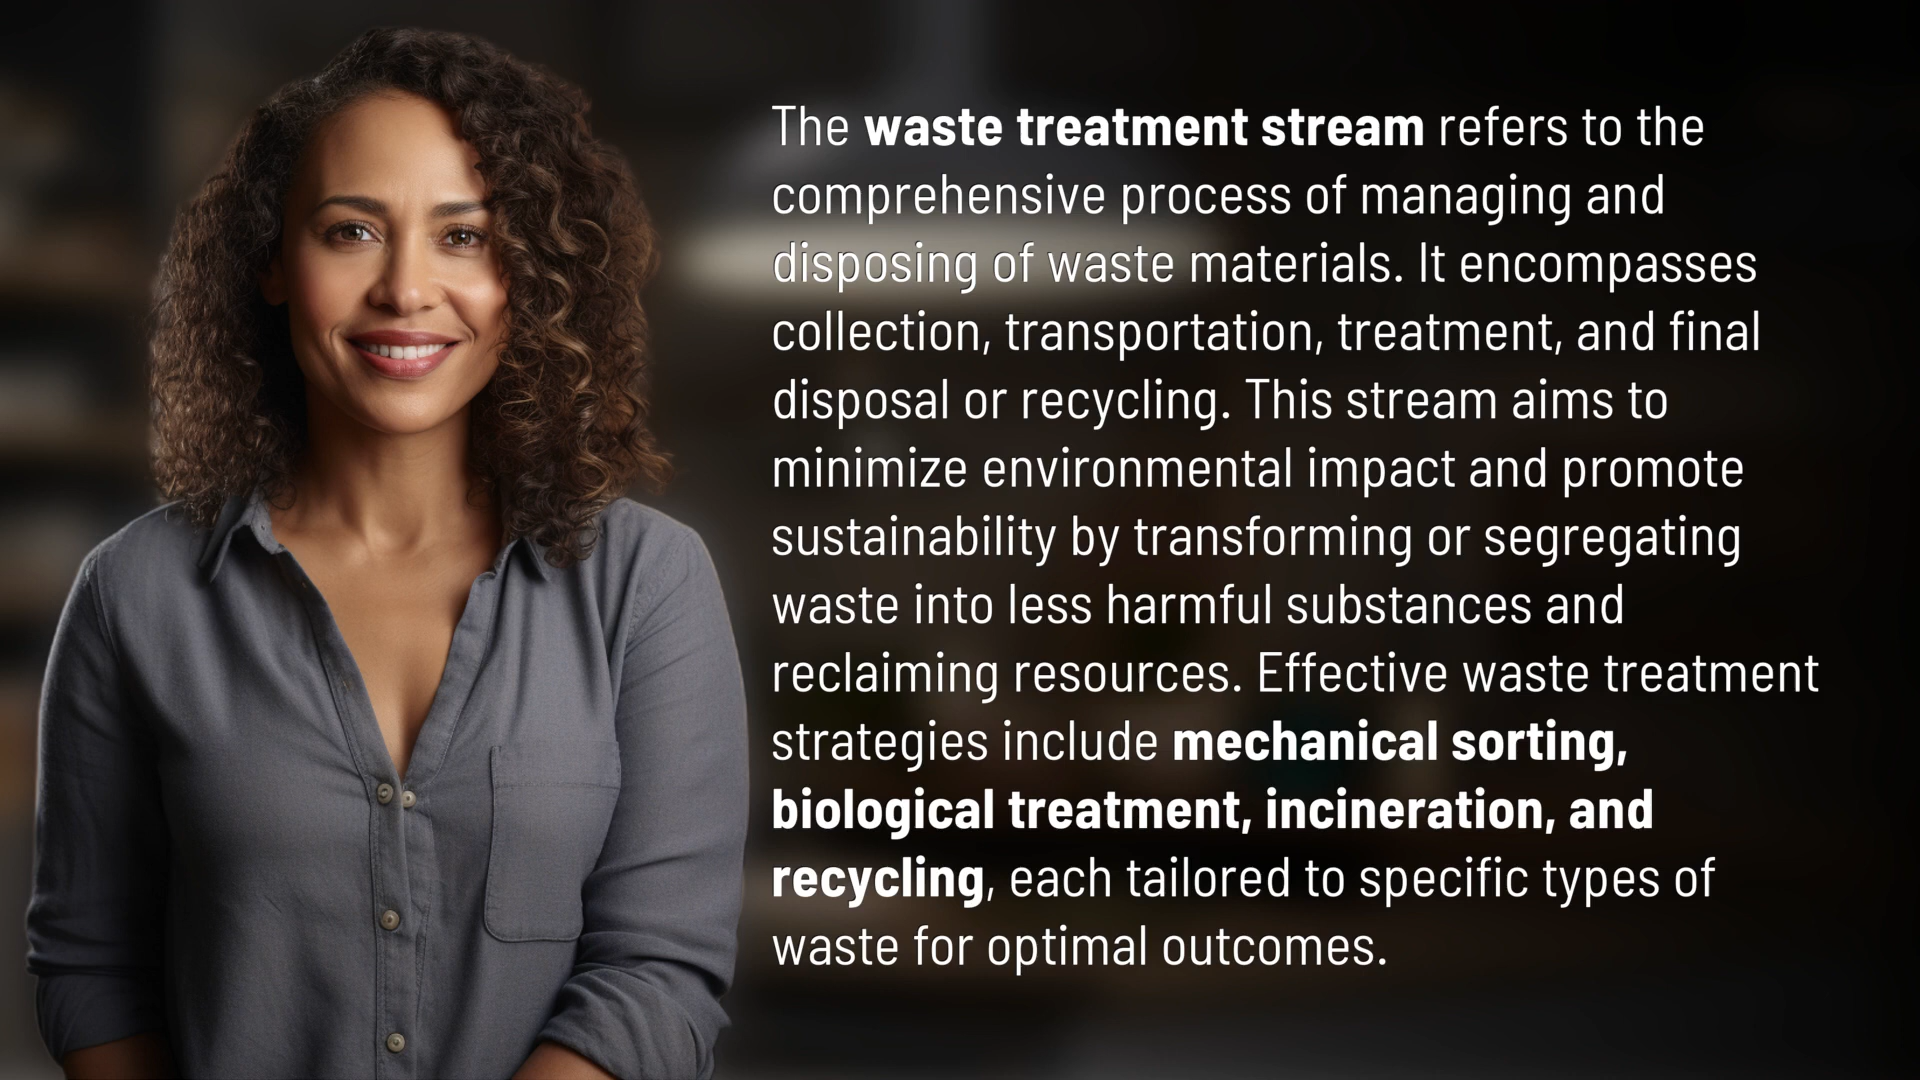 The waste treatment stream refers to the
comprehensive process of managing and
disposing of waste materials. It encompasses
collection, transportation, treatment, and final
disposal or recycling. This stream aims to
minimize environmental impact and promote
sustainability by transforming or segregating
waste into less harmful substances and
reclaiming resources. Effective waste treatment
strategies include mechanical sorting,
biological treatment, incineration, and
recycling, each tailored to specific types of
waste for optimal outcomes.